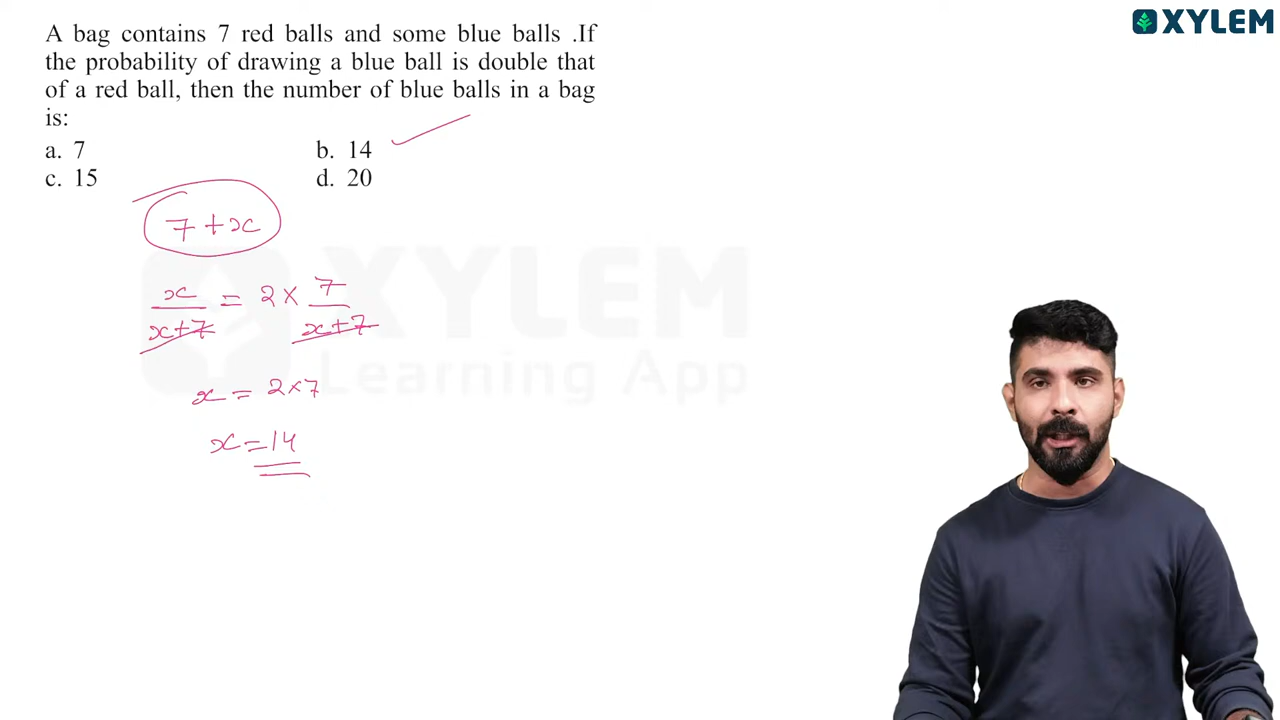 XYLEM
A bag contains 7 red balls and some blue balls .If
the probability of drawing a blue ball is double that
of a red ball, then the number of blue balls in a bag
is:
a. 7 b. 14
c. 15 d. 20
7 + x
x/x+7 = 2 × 7/x+7
x = 2×7
x = 14
XYLEM
Learning App